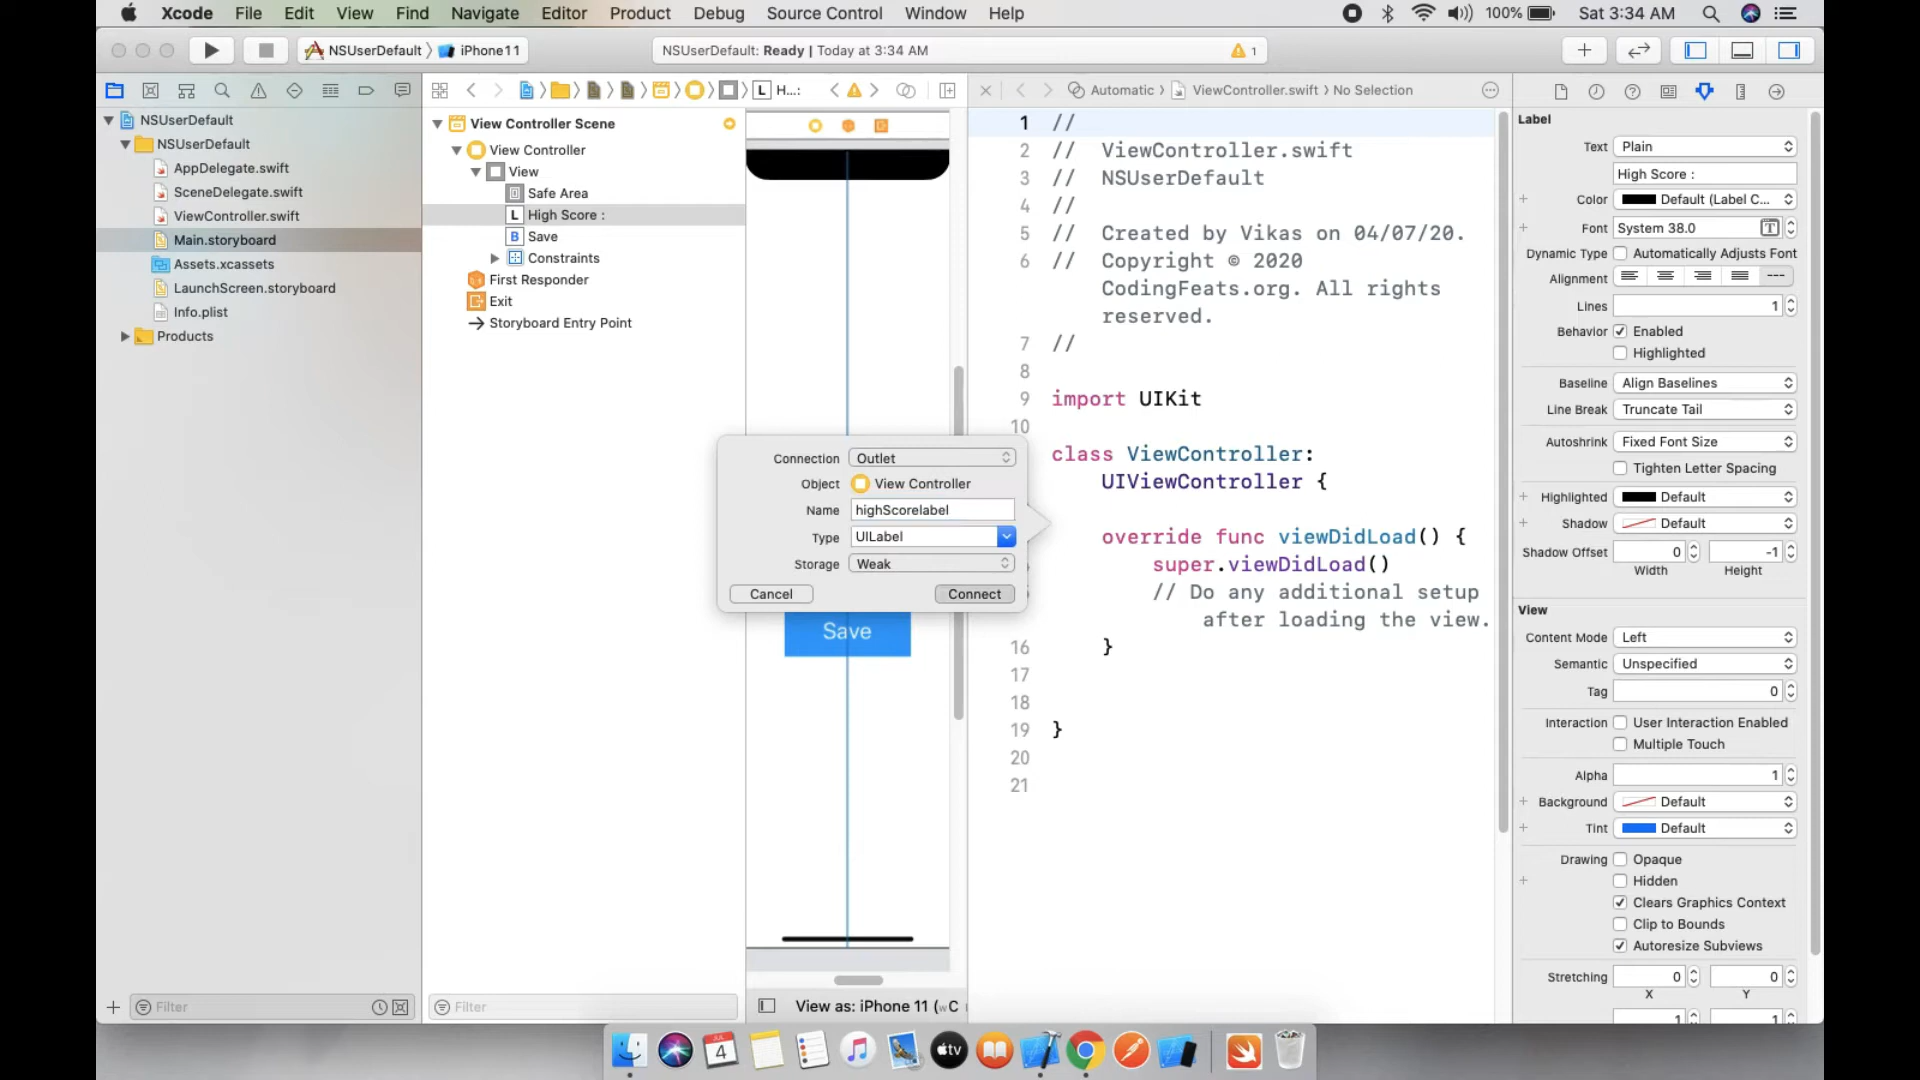 Xcode File Edit View Find Navigate Editor Product Debug Source Control Window Help 100% Sat 3:34 AM
NSUserDefault 〉 iPhone11 NSUserDefault: Ready | Today at 3:34 AM 1
H...:
Automatic 〉 ViewController.swift 〉 No Selection
NSUserDefault
NSUserDefault
AppDelegate.swift
SceneDelegate.swift
ViewController.swift
Main.storyboard
Assets.xcassets
LaunchScreen.storyboard
Info.plist
Products
Filter
View Controller Scene
View Controller
View
Safe Area
L High Score :
B Save
Constraints
First Responder
Exit
Storyboard Entry Point
Filter
Connection Outlet
Object View Controller
Name highScorelabel
Type UILabel
Storage Weak
Cancel Connect
Save
View as: iPhone 11 (wC
1 //
2 // ViewController.swift
3 // NSUserDefault
4 //
5 // Created by Vikas on 04/07/20.
6 // Copyright © 2020
CodingFeats.org. All rights
reserved.
7 //
8
9 import UIKit
10
class ViewController:
UIViewController {
override func viewDidLoad() {
super.viewDidLoad()
// Do any additional setup
after loading the view.
16 }
17
18
19 }
20
21
Label
Text Plain
High Score :
Color Default (Label C...
Font System 38.0 T
Dynamic Type Automatically Adjusts Font
Alignment ---
Lines 1
Behavior Enabled
Highlighted
Baseline Align Baselines
Line Break Truncate Tail
Autoshrink Fixed Font Size
Tighten Letter Spacing
Highlighted Default
Shadow Default
Shadow Offset 0 -1
Width Height
View
Content Mode Left
Semantic Unspecified
Tag 0
Interaction User Interaction Enabled
Multiple Touch
Alpha 1
Background Default
Tint Default
Drawing Opaque
Hidden
Clears Graphics Context
Clip to Bounds
Autoresize Subviews
Stretching 0 0
X Y
1 1
JUL
4
tv